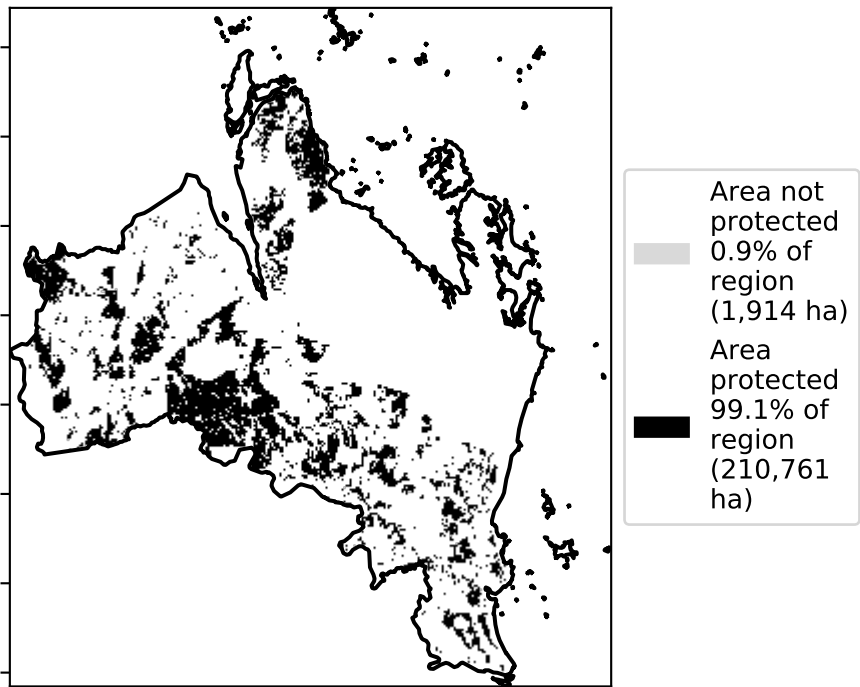 Area not
protected
0.9% of
region
(1,914 ha)
Area
protected
99.1% of
region
(210,761
ha)